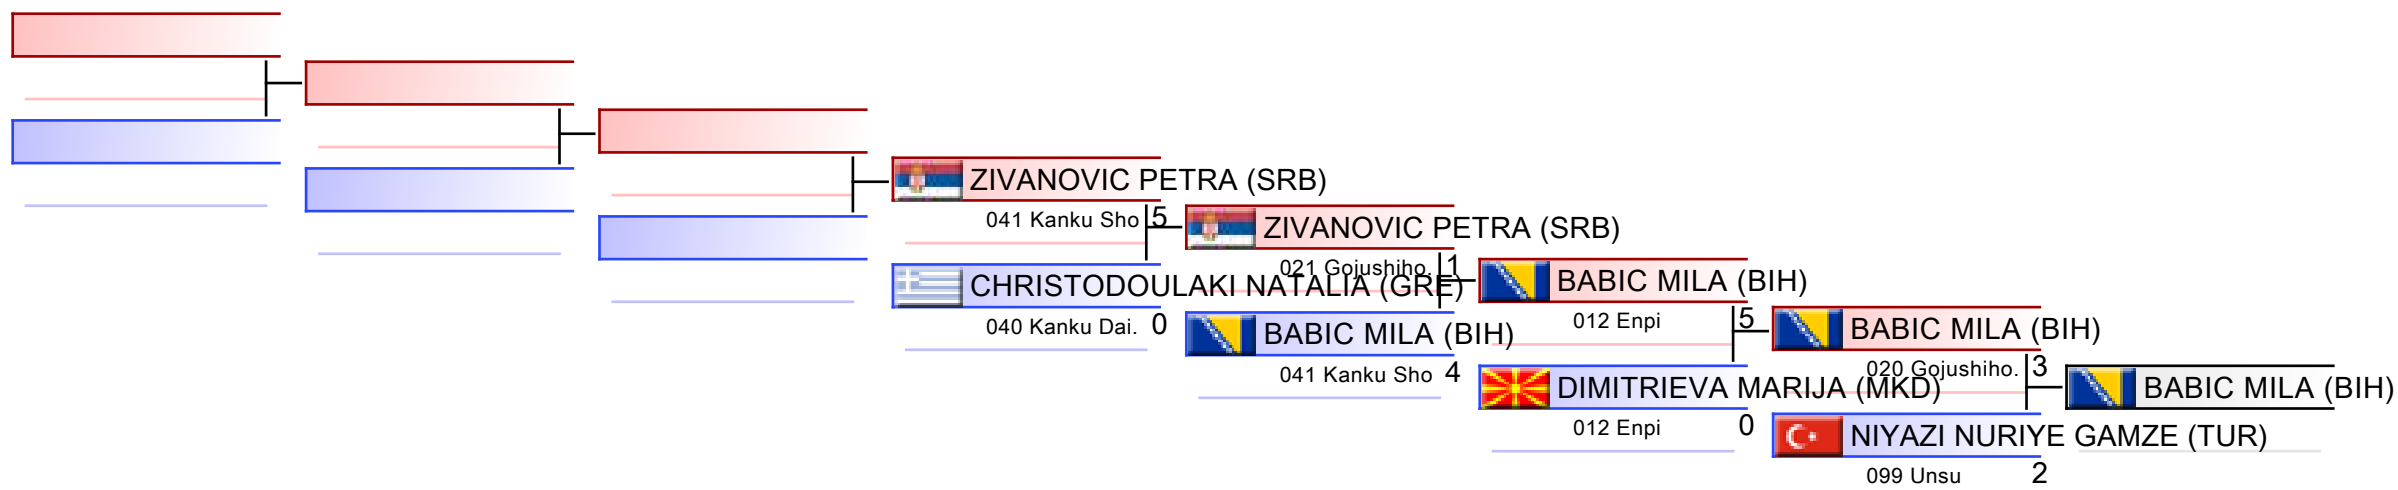 ZIVANOVIC PETRA (SRB)
041 Kanku Sho 5
CHRISTODOULAKI NATALIA (GRE)
040 Kanku Dai. 0
ZIVANOVIC PETRA (SRB)
021 Gojushiho. 1
BABIC MILA (BIH)
041 Kanku Sho 4
BABIC MILA (BIH)
012 Enpi 5
DIMITRIEVA MARIJA (MKD)
012 Enpi 0
BABIC MILA (BIH)
020 Gojushiho. 3
NIYAZI NURIYE GAMZE (TUR)
099 Unsu 2
BABIC MILA (BIH)